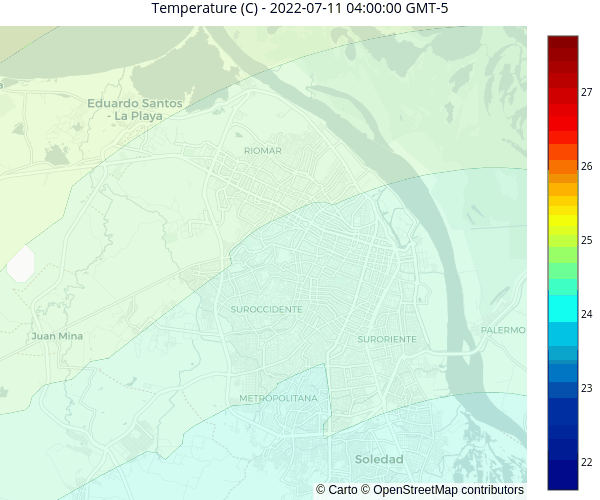 Temperature (C) - 2022-07-11 04:00:00 GMT-5
Eduardo Santos
- La Playa
RIOMAR
SUROCCIDENTE
Juan Mina
SURORIENTE
PALERMO
METROPOLITANA
Soledad
27
26
25
24
23
22
© Carto © OpenStreetMap contributors